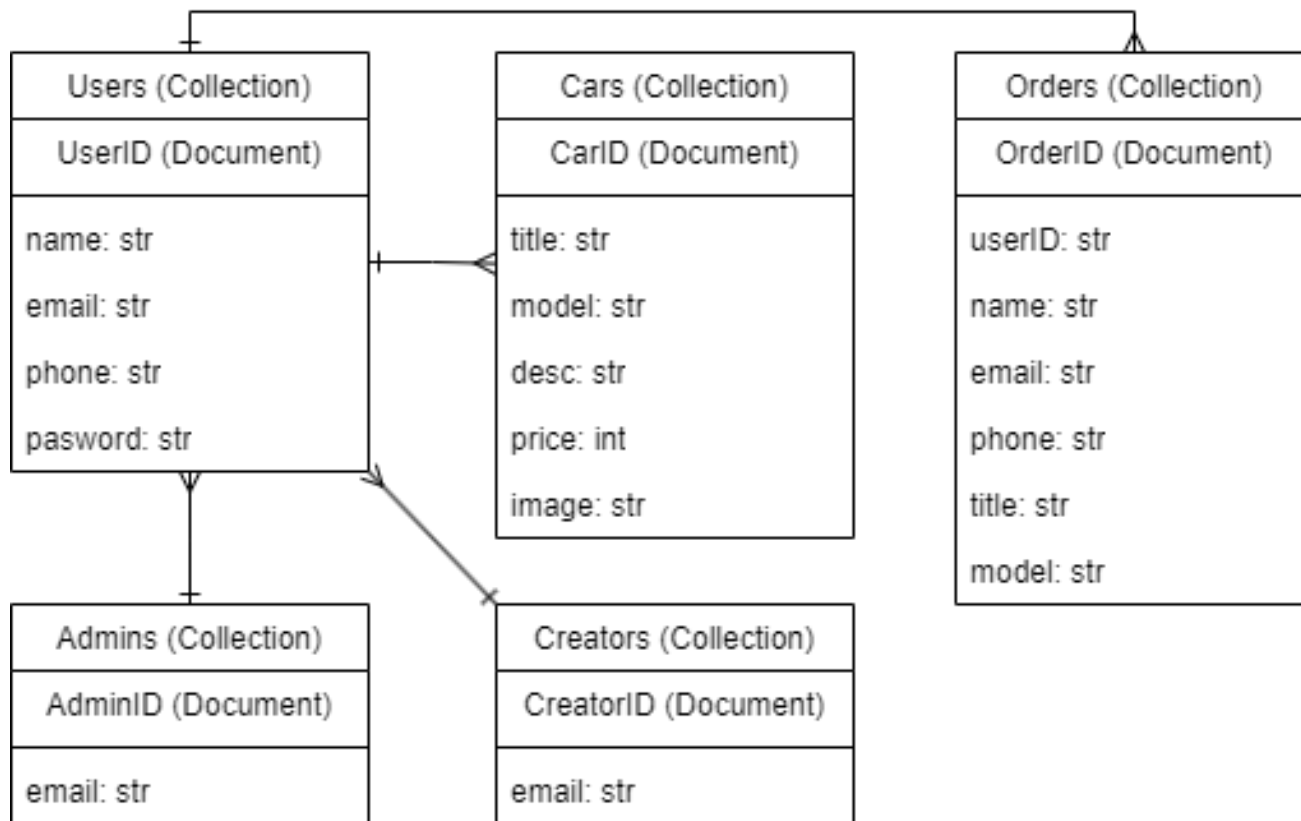 Users (Collection)
UserID (Document)
name: str
email: str
phone: str
pasword: str
Cars (Collection)
CarID (Document)
title: str
model: str
desc: str
price: int
image: str
Orders (Collection)
OrderID (Document)
userID: str
name: str
email: str
phone: str
title: str
model: str
Admins (Collection)
AdminID (Document)
email: str
Creators (Collection)
CreatorID (Document)
email: str